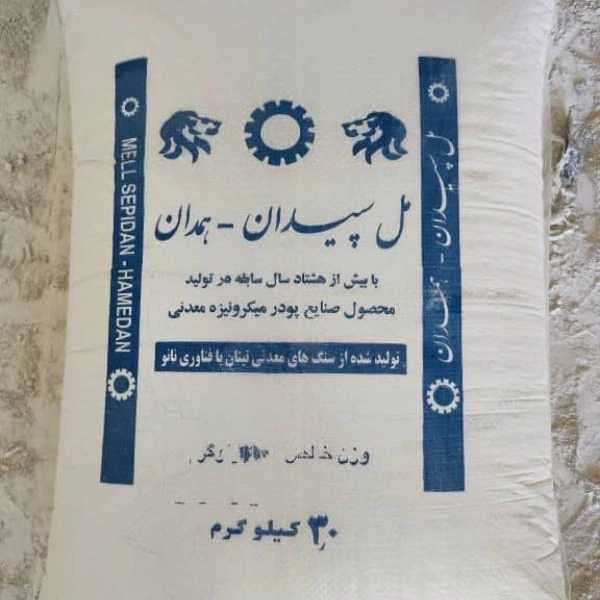 مل سپیدان - همدان
با بیش از هشتاد سال سابقه در تولید
محصول صنایع پودر میکرونیزه معدنی
تولید شده از سنگ های معدنی تیتان با فناوری نانو
وزن خالص
۳۰ کیلو گرم
MELL SEPIDAN - HAMEDAN
مل سپیدان - همدان